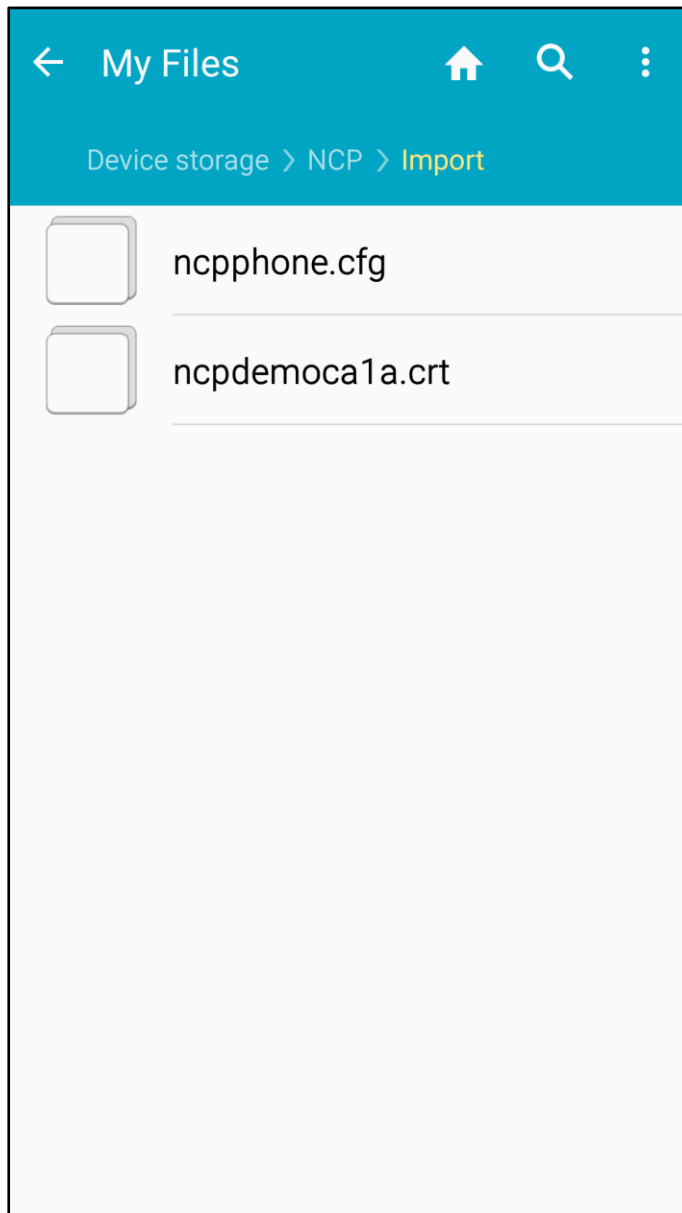 My Files
Device storage > NCP > Import
ncpphone.cfg
ncpdemoca1a.crt